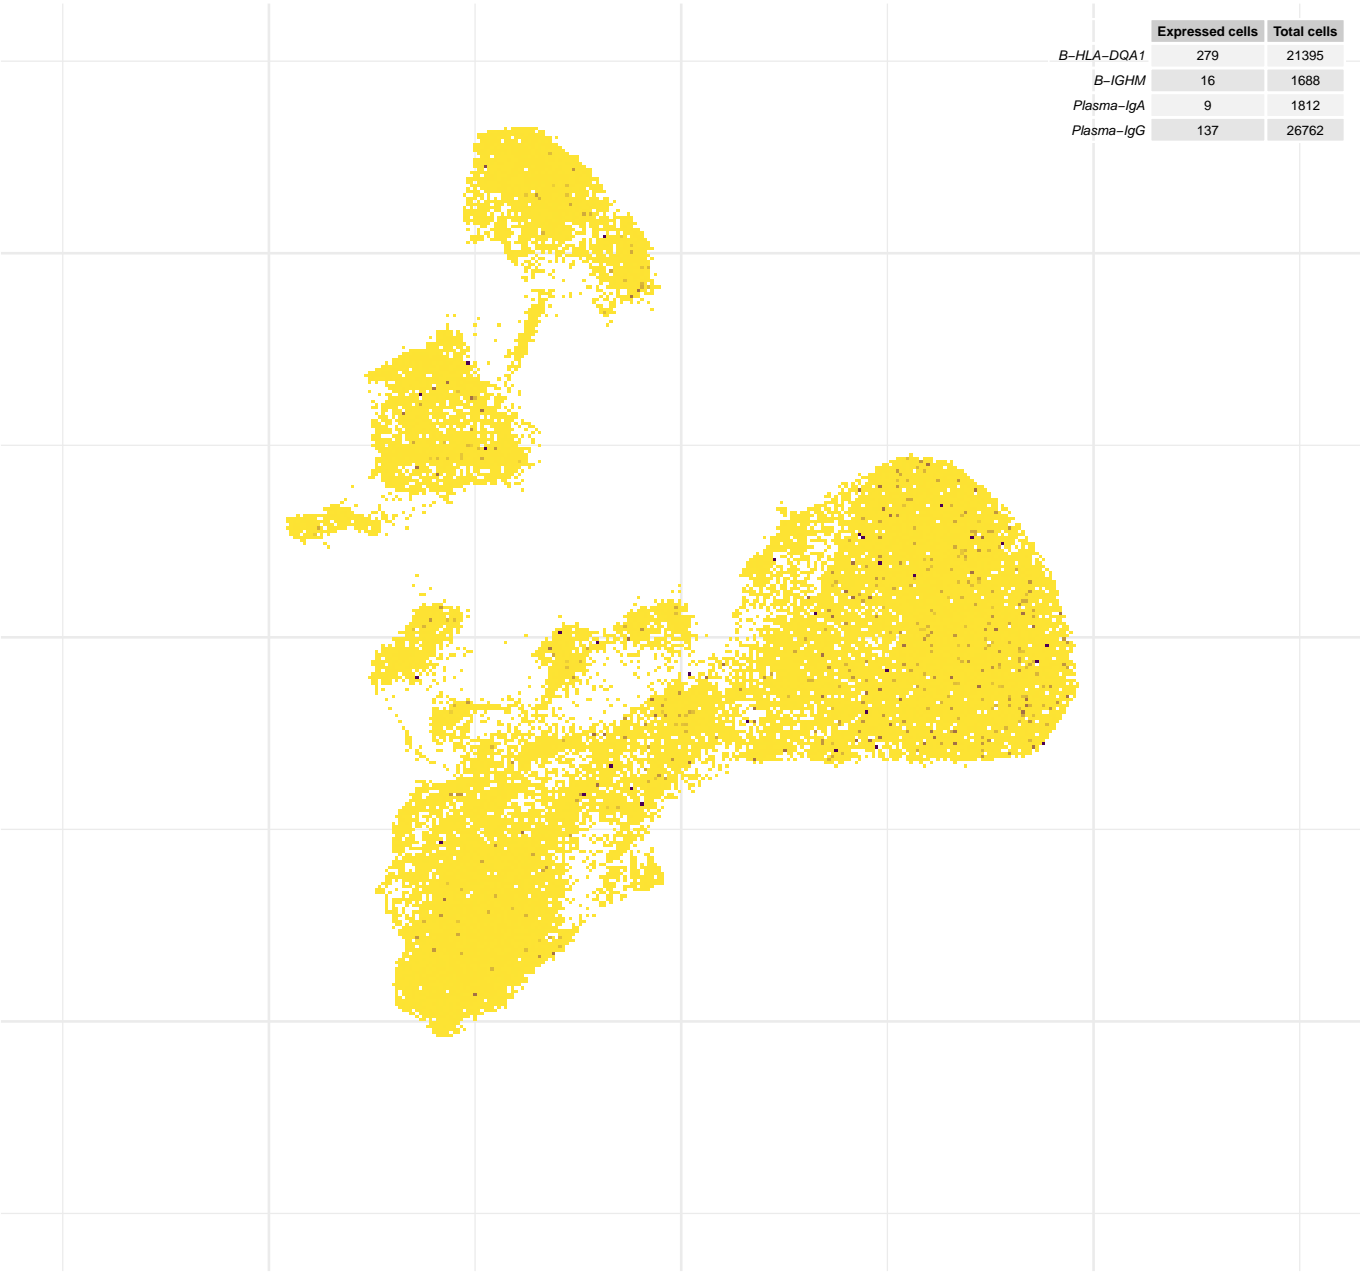 Expressed cells Total cells
B−HLA−DQA1 279 21395
B−IGHM 16 1688
Plasma−IgA 9 1812
Plasma−IgG 137 26762